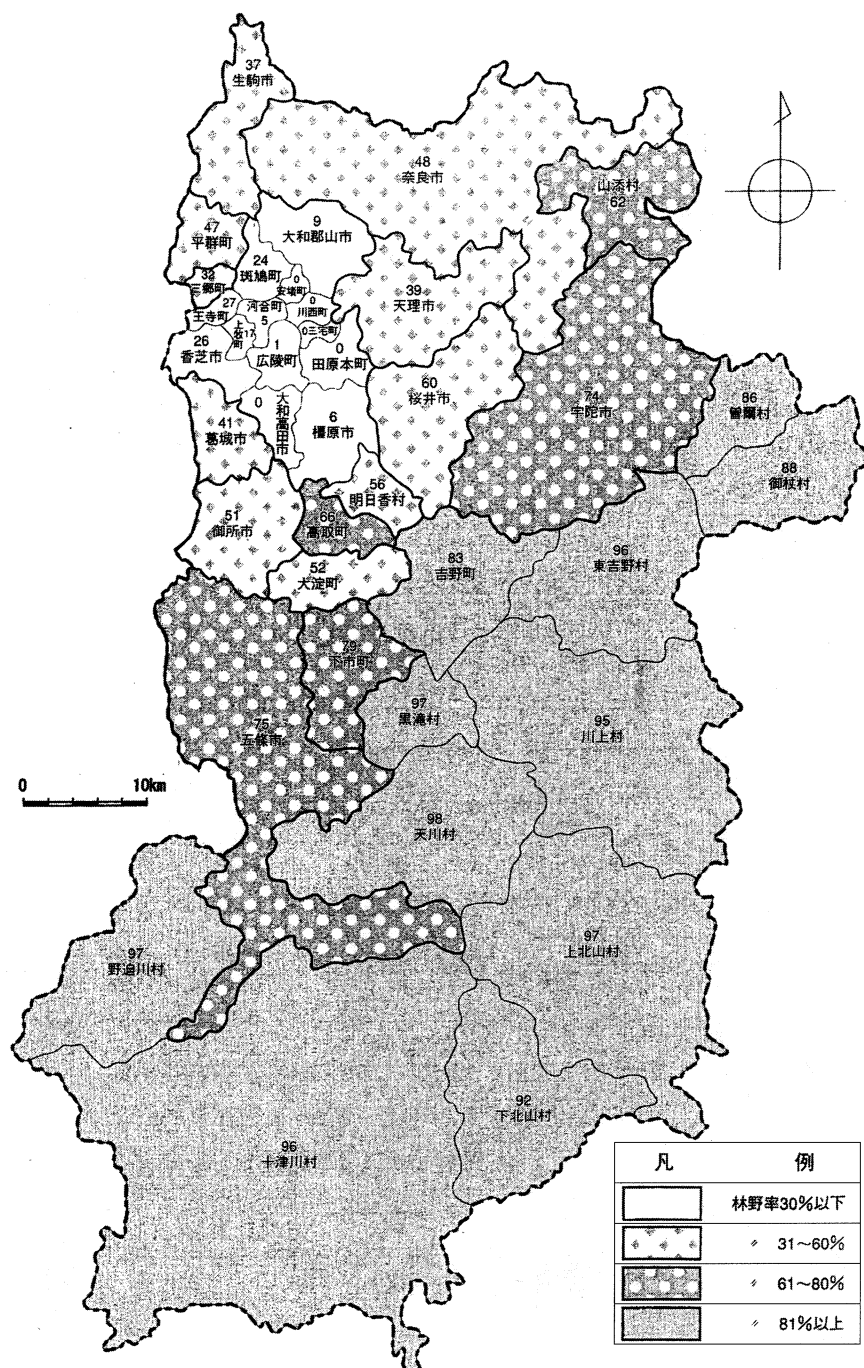 37
生駒市
48
奈良市
山添村
62
9
大和郡山市
47
平群町
24
斑鳩町
0
安堵町
39
天理市
三郷町
27
王寺町
河合町
5
0
川西町
上牧町
17
0三宅町
26
香芝市
1
広陵町
0
田原本町
60
桜井市
74
宇陀市
86
曽爾村
88
御杖村
41
葛城市
0
大和高田市
6
橿原市
56
明日香村
51
御所市
66
高取町
52
大淀町
83
吉野町
96
東吉野村
79
下市町
97
黒滝村
95
川上村
75
五條市
0
10km
98
天川村
97
野迫川村
97
上北山村
92
下北山村
96
十津川村
凡 例
林野率30%以下
〃 31~60%
〃 61~80%
〃 81%以上